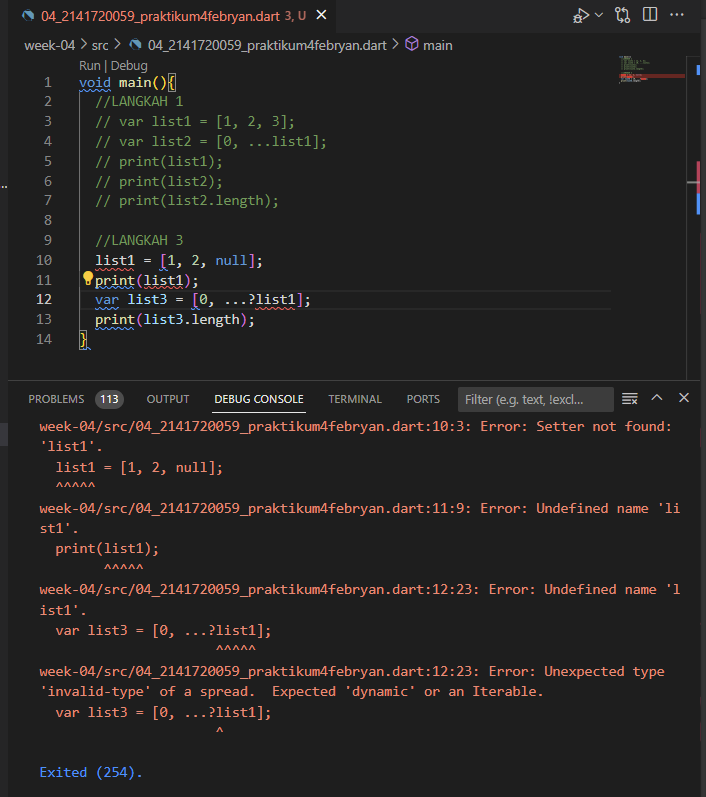 04_2141720059_praktikum4febryan.dart 3, U
week-04 > src > 04_2141720059_praktikum4febryan.dart > main
Run | Debug
1 void main(){
2 //LANGKAH 1
3 // var list1 = [1, 2, 3];
4 // var list2 = [0, ...list1];
5 // print(list1);
6 // print(list2);
7 // print(list2.length);
8
9 //LANGKAH 3
10 list1 = [1, 2, null];
11 print(list1);
12 var list3 = [0, ...?list1];
13 print(list3.length);
14 }
PROBLEMS 113 OUTPUT DEBUG CONSOLE TERMINAL PORTS Filter (e.g. text, !excl...
week-04/src/04_2141720059_praktikum4febryan.dart:10:3: Error: Setter not found:
'list1'.
list1 = [1, 2, null];
^^^^^
week-04/src/04_2141720059_praktikum4febryan.dart:11:9: Error: Undefined name 'li
st1'.
print(list1);
^^^^^
week-04/src/04_2141720059_praktikum4febryan.dart:12:23: Error: Undefined name 'l
ist1'.
var list3 = [0, ...?list1];
^^^^^
week-04/src/04_2141720059_praktikum4febryan.dart:12:23: Error: Unexpected type
'invalid-type' of a spread.  Expected 'dynamic' or an Iterable.
var list3 = [0, ...?list1];
^
Exited (254).